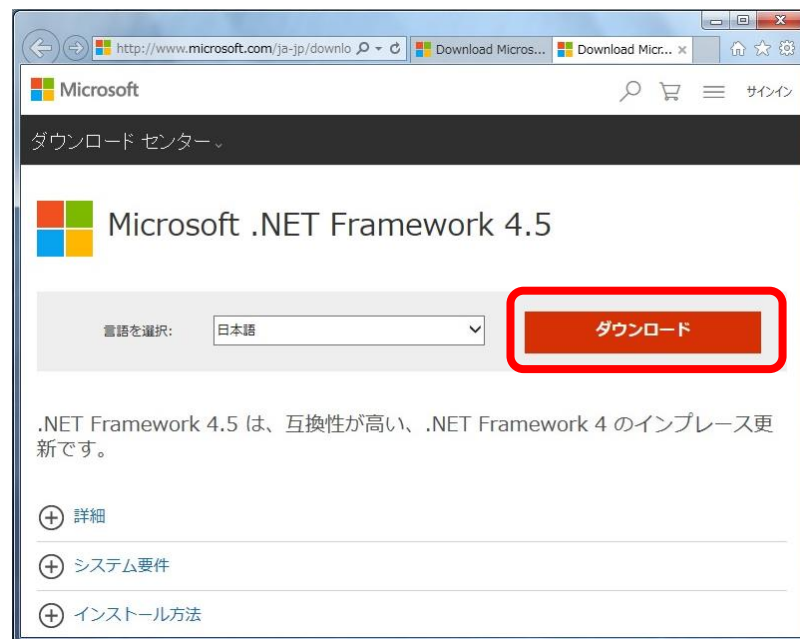 http://www.microsoft.com/ja-jp/downlo
Download Micros...
Download Micr...
Microsoft
サインイン
ダウンロード センター
Microsoft .NET Framework 4.5
言語を選択:
日本語
ダウンロード
.NET Framework 4.5 は、互換性が高い、.NET Framework 4 のインプレース更
新です。
詳細
システム要件
インストール方法